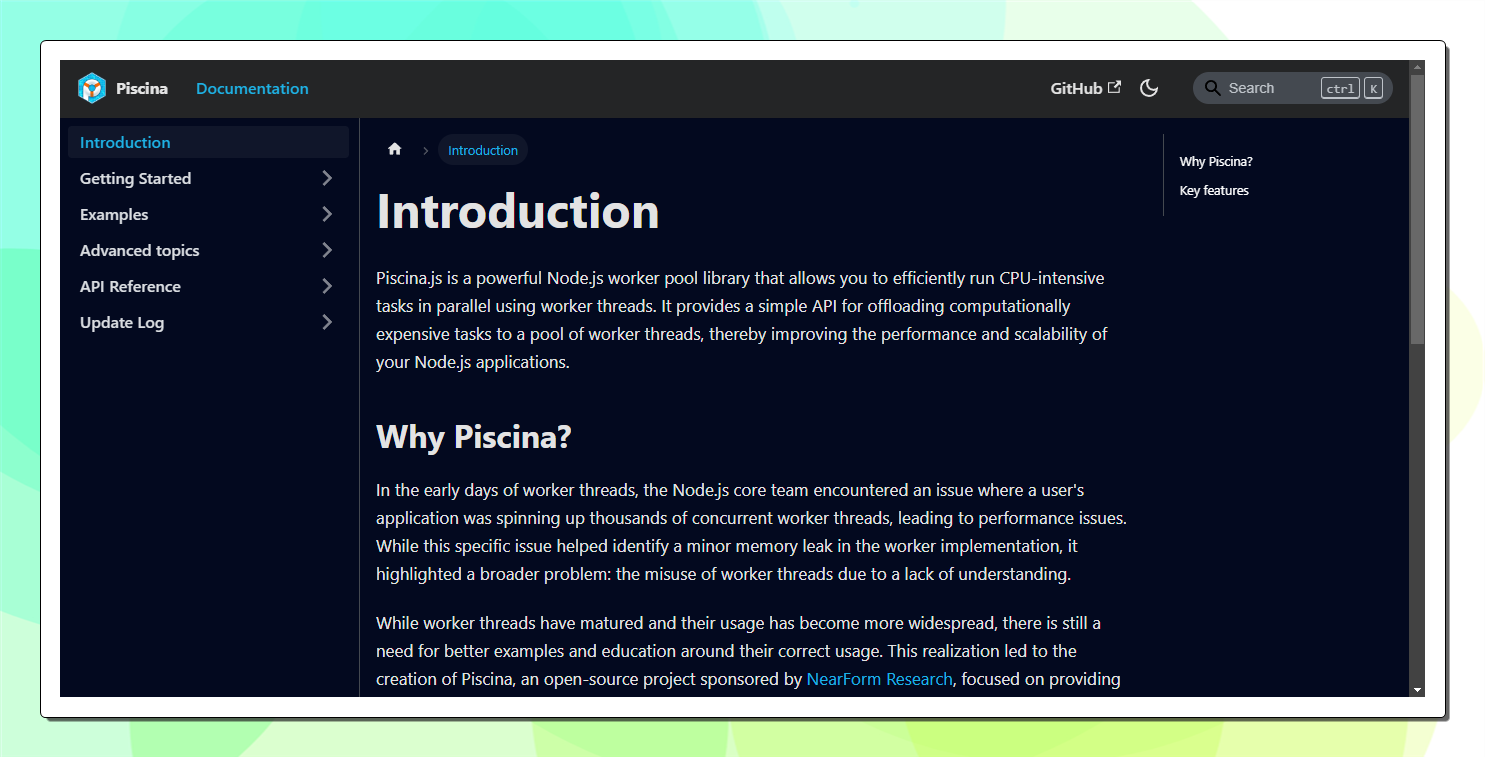 Piscina Documentation GitHub Search ctrl K
Introduction
Getting Started
Examples
Advanced topics
API Reference
Update Log
Introduction
Introduction
Piscina.js is a powerful Node.js worker pool library that allows you to efficiently run CPU-intensive
tasks in parallel using worker threads. It provides a simple API for offloading computationally
expensive tasks to a pool of worker threads, thereby improving the performance and scalability of
your Node.js applications.
Why Piscina?
In the early days of worker threads, the Node.js core team encountered an issue where a user's
application was spinning up thousands of concurrent worker threads, leading to performance issues.
While this specific issue helped identify a minor memory leak in the worker implementation, it
highlighted a broader problem: the misuse of worker threads due to a lack of understanding.
While worker threads have matured and their usage has become more widespread, there is still a
need for better examples and education around their correct usage. This realization led to the
creation of Piscina, an open-source project sponsored by NearForm Research, focused on providing
Why Piscina?
Key features